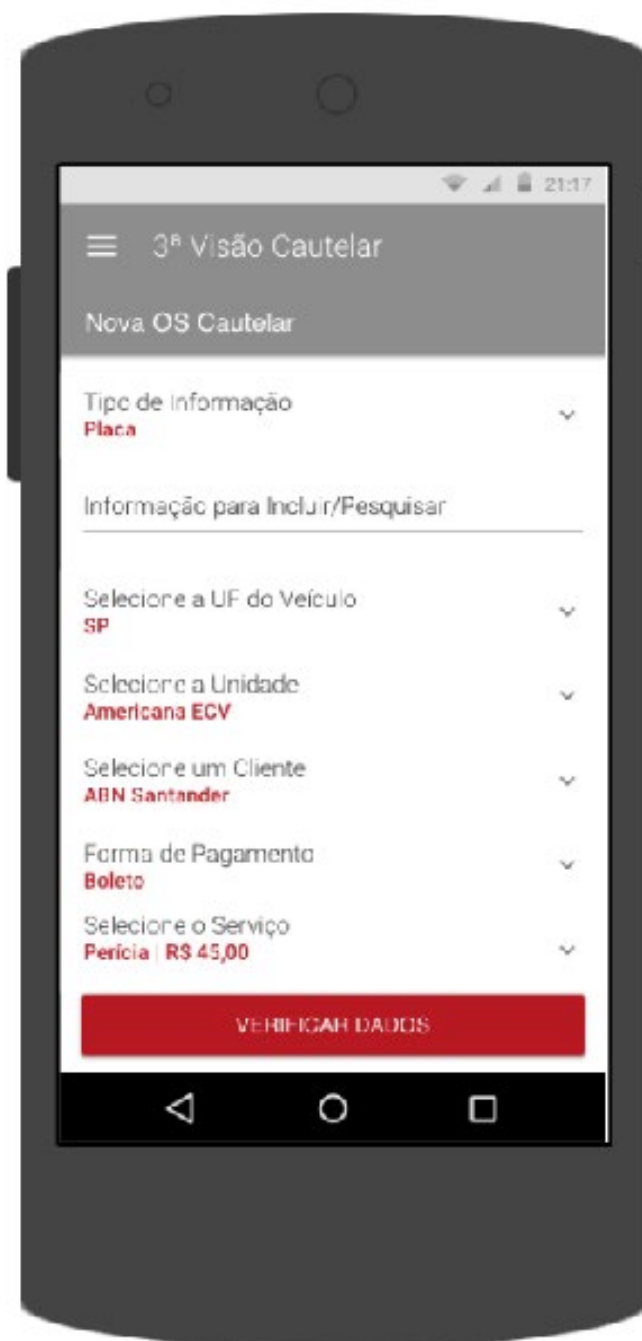 21:17
3ª Visão Cautelar
Nova OS Cautelar
Tipo de Informação
Placa
Informação para Incluir/Pesquisar
Selecione a UF do Veículo
SP
Selecione a Unidade
Americana ECV
Selecione um Cliente
ABN Santander
Forma de Pagamento
Boleto
Selecione o Serviço
Perícia | R$ 45,00
VERIFICAR DADOS